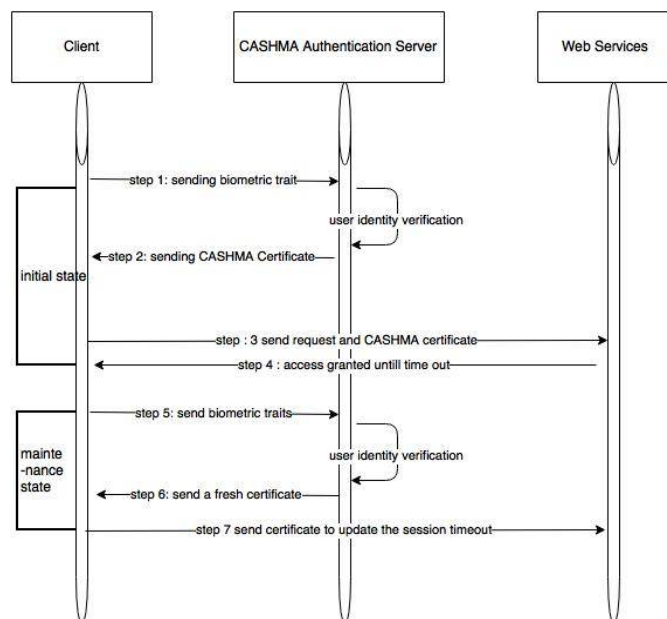 Client
CASHMA Authentication Server
Web Services
step 1: sending biometric trait
user identity verification
step 2: sending CASHMA Certificate
initial state
step : 3 send request and CASHMA certificate
step 4 : access granted untill time out
step 5: send biometric traits
mainte
-nance
state
user identity verification
step 6: send a fresh certificate
step 7 send certificate to update the session timeout